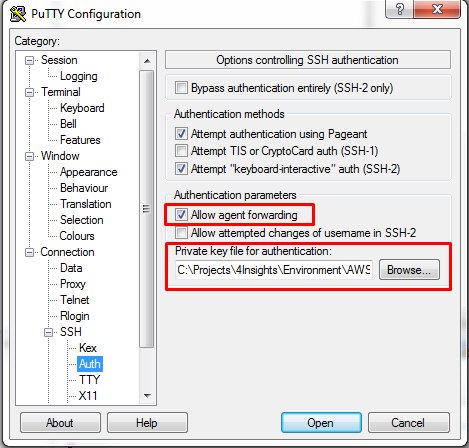 PuTTY Configuration
?
Category:
Session
Logging
Terminal
Keyboard
Bell
Features
Window
Appearance
Behaviour
Translation
Selection
Colours
Connection
Data
Proxy
Telnet
Rlogin
SSH
Kex
Auth
TTY
X11
Options controlling SSH authentication
Bypass authentication entirely (SSH-2 only)
Authentication methods
Attempt authentication using Pageant
Attempt TIS or CryptoCard auth (SSH-1)
Attempt "keyboard-interactive" auth (SSH-2)
Authentication parameters
Allow agent forwarding
Allow attempted changes of username in SSH-2
Private key file for authentication:
C:\Projects\4Insights\Environment\AWS Browse...
About Help Open Cancel